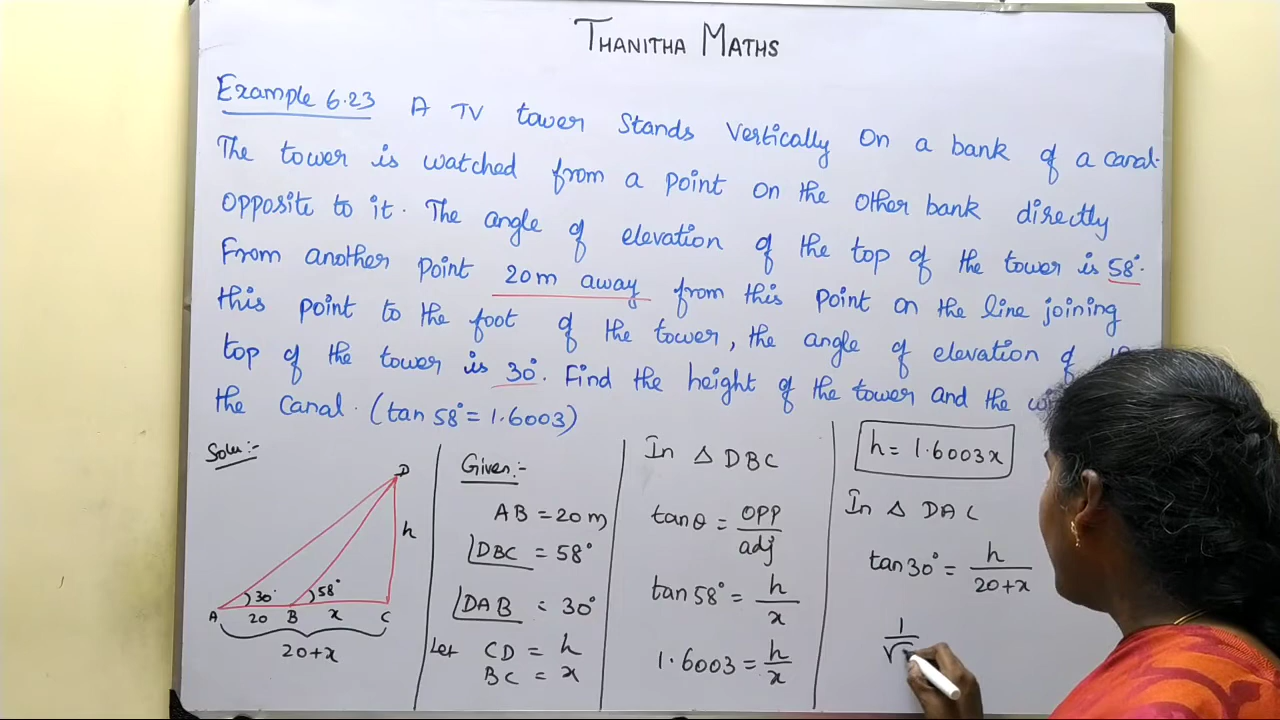 THANITHA MATHS
Example 6.23 A TV tower Stands Vertically On a bank of a canal.
The tower is watched from a point on the other bank directly
opposite to it. The angle of elevation of the top of the tower is 58°.
From another point 20m away from this point on the line joining
this point to the foot of the tower, the angle of elevation of
top of the tower is 30°. Find the height of the tower and the
the canal. (tan 58° = 1.6003)
Solu:-
D
h
30°
58°
A 20 B x C
20+x
Given:-
AB = 20m
∠DBC = 58°
∠DAB = 30°
Let CD = h
BC = x
In △ DBC
tanθ = opp/adj
tan58° = h/x
1.6003 = h/x
h = 1.6003x
In △ DAC
tan30° = h/20+x
1/√